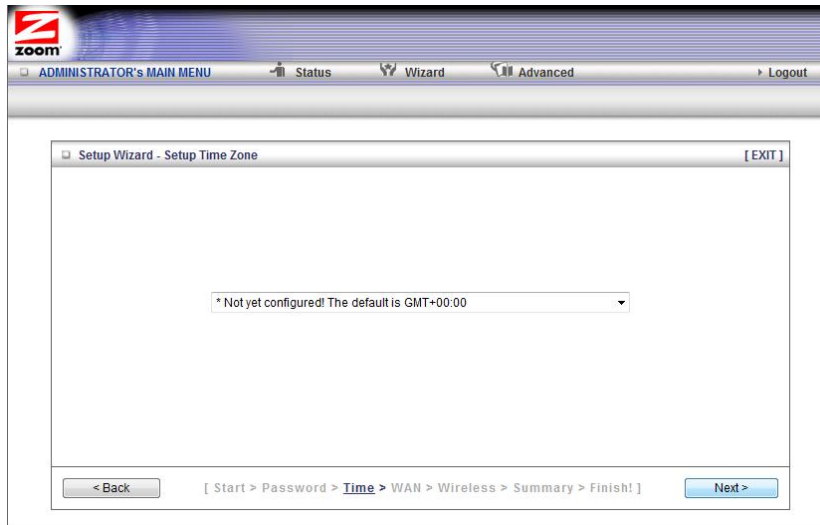 zoom
ADMINISTRATOR's MAIN MENU Status Wizard Advanced Logout
Setup Wizard - Setup Time Zone [ EXIT ]
* Not yet configured! The default is GMT+00:00
< Back [ Start > Password > Time > WAN > Wireless > Summary > Finish! ] Next >